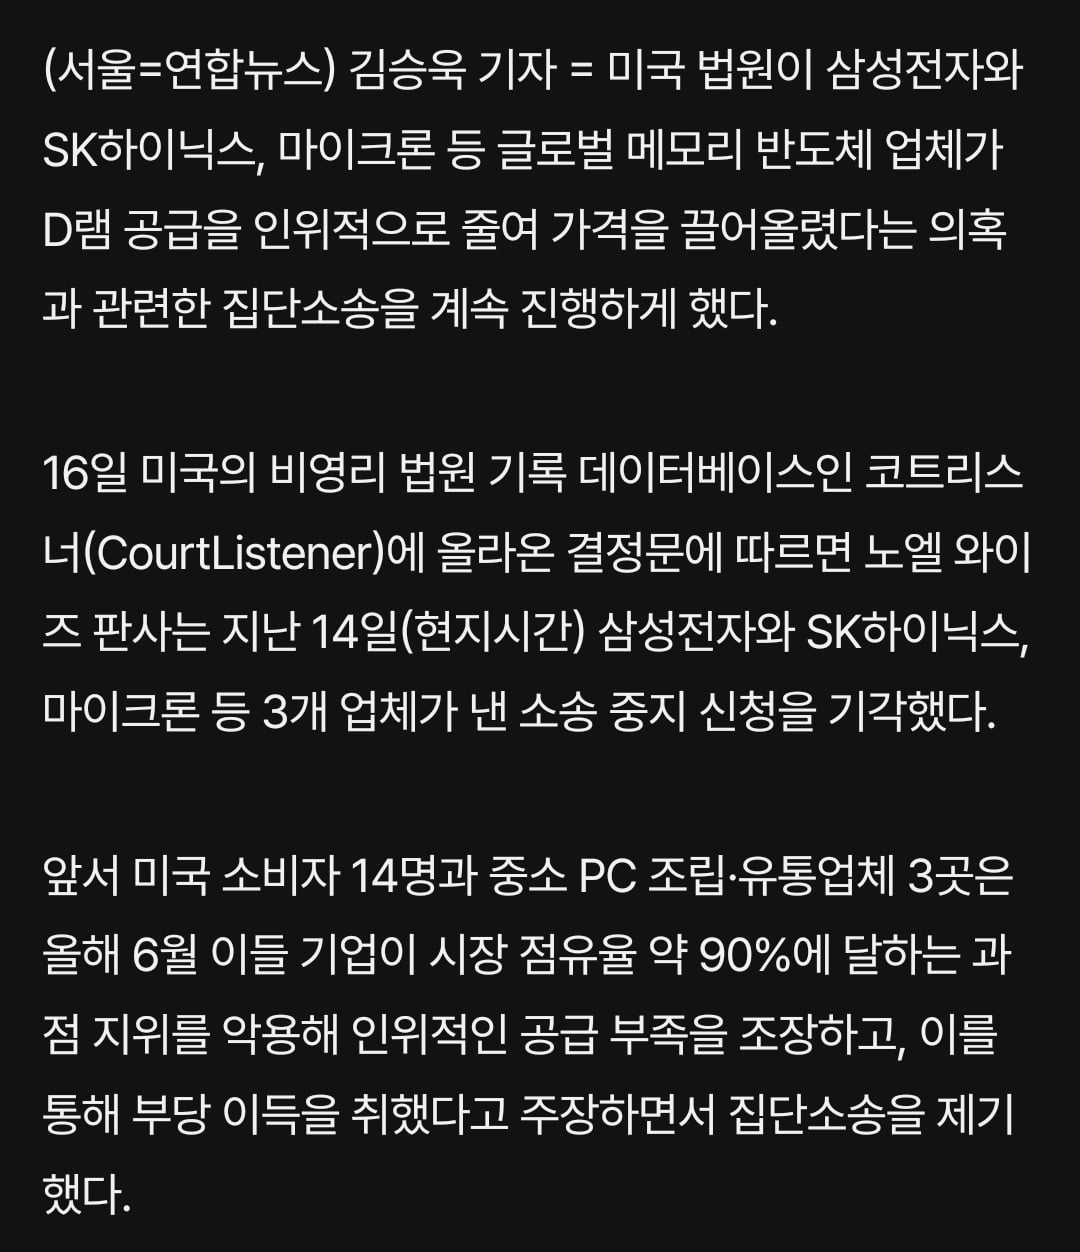 (서울=연합뉴스) 김승욱 기자 = 미국 법원이 삼성전자와
SK하이닉스, 마이크론 등 글로벌 메모리 반도체 업체가
D램 공급을 인위적으로 줄여 가격을 끌어올렸다는 의혹
과 관련한 집단소송을 계속 진행하게 했다.
16일 미국의 비영리 법원 기록 데이터베이스인 코트리스
너(CourtListener)에 올라온 결정문에 따르면 노엘 와이
즈 판사는 지난 14일(현지시간) 삼성전자와 SK하이닉스,
마이크론 등 3개 업체가 낸 소송 중지 신청을 기각했다.
앞서 미국 소비자 14명과 중소 PC 조립·유통업체 3곳은
올해 6월 이들 기업이 시장 점유율 약 90%에 달하는 과
점 지위를 악용해 인위적인 공급 부족을 조장하고, 이를
통해 부당 이득을 취했다고 주장하면서 집단소송을 제기
했다.